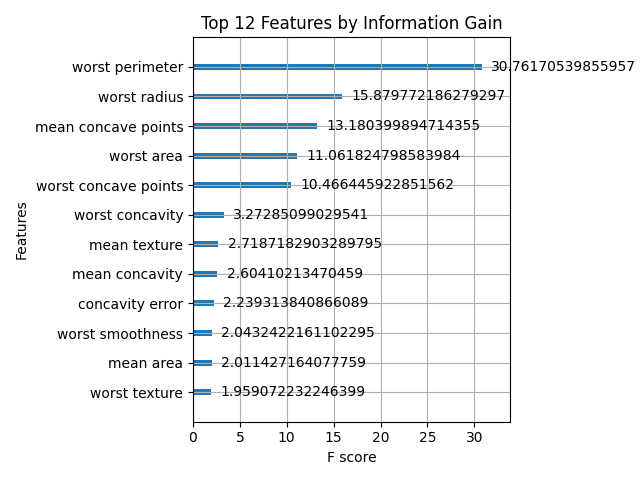 Top 12 Features by Information Gain
worst perimeter 30.76170539855957
worst radius 15.879772186279297
mean concave points 13.180399894714355
worst area 11.061824798583984
worst concave points 10.466445922851562
worst concavity 3.27285099029541
mean texture 2.7187182903289795
mean concavity 2.60410213470459
concavity error 2.239313840866089
worst smoothness 2.0432422161102295
mean area 2.011427164077759
worst texture 1.959072232246399
Features
0 5 10 15 20 25 30
F score